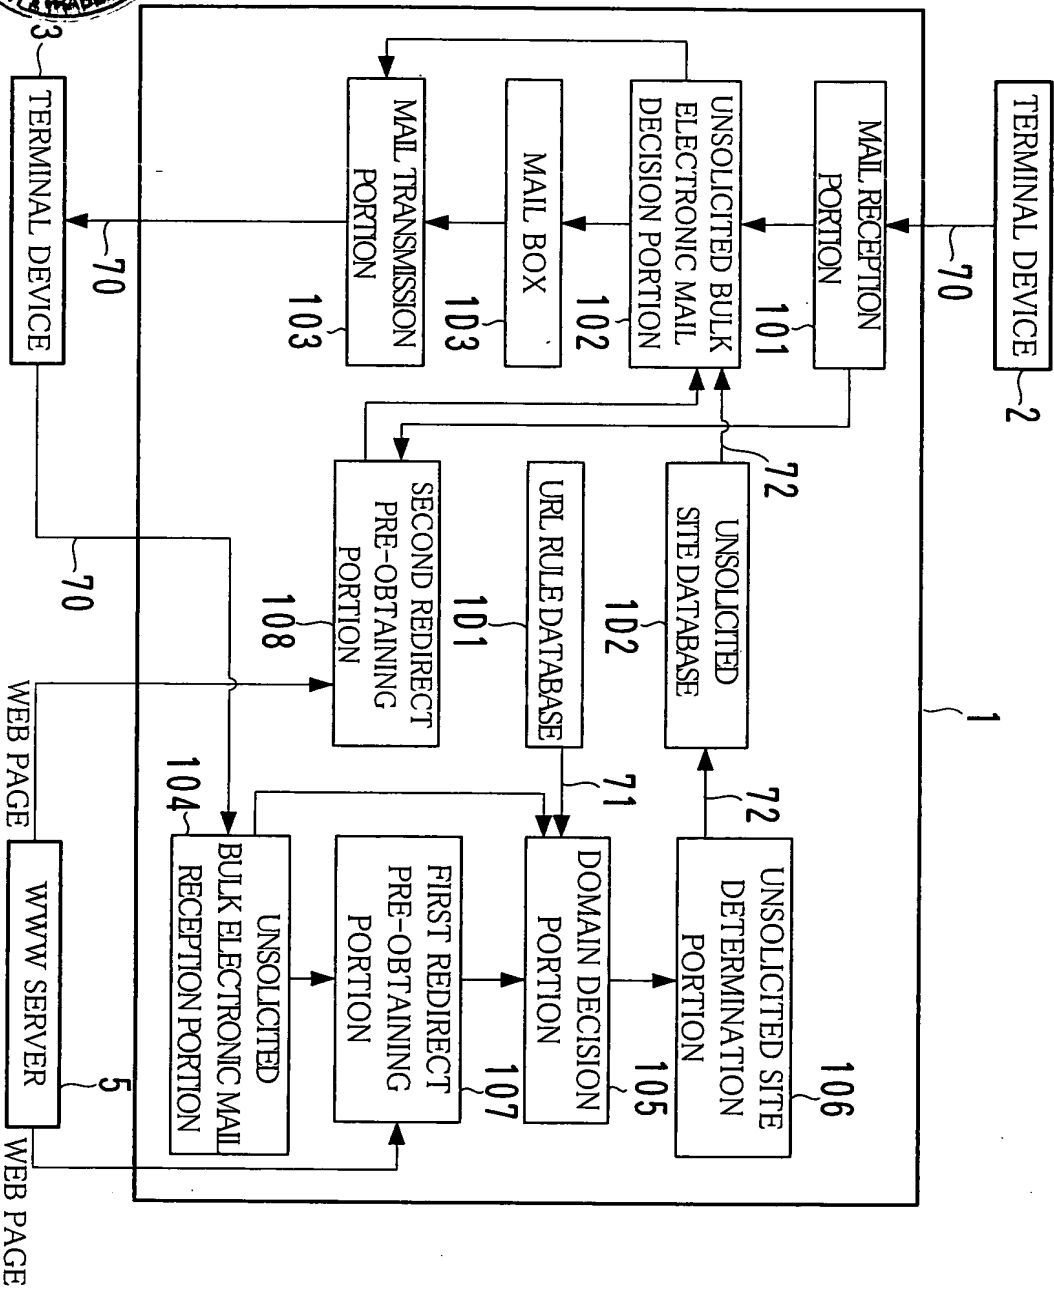 TERMINAL DEVICE
2
70
1
MAIL RECEPTION
PORTION
101
UNSOLICITED BULK
ELECTRONIC MAIL
DECISION PORTION
102
MAIL BOX
1D3
MAIL TRANSMISSION
PORTION
103
70
TERMINAL DEVICE
3
70
72
UNSOLICITED
SITE DATABASE
1D2
URL RULE DATABASE
1D1
SECOND REDIRECT
PRE-OBTAINING
PORTION
108
72
71
UNSOLICITED SITE
DETERMINATION
PORTION
106
DOMAIN DECISION
PORTION
105
FIRST REDIRECT
PRE-OBTAINING
PORTION
107
UNSOLICITED
BULK ELECTRONIC MAIL
RECEPTION PORTION
104
WEB PAGE
WWW SERVER
5
WEB PAGE